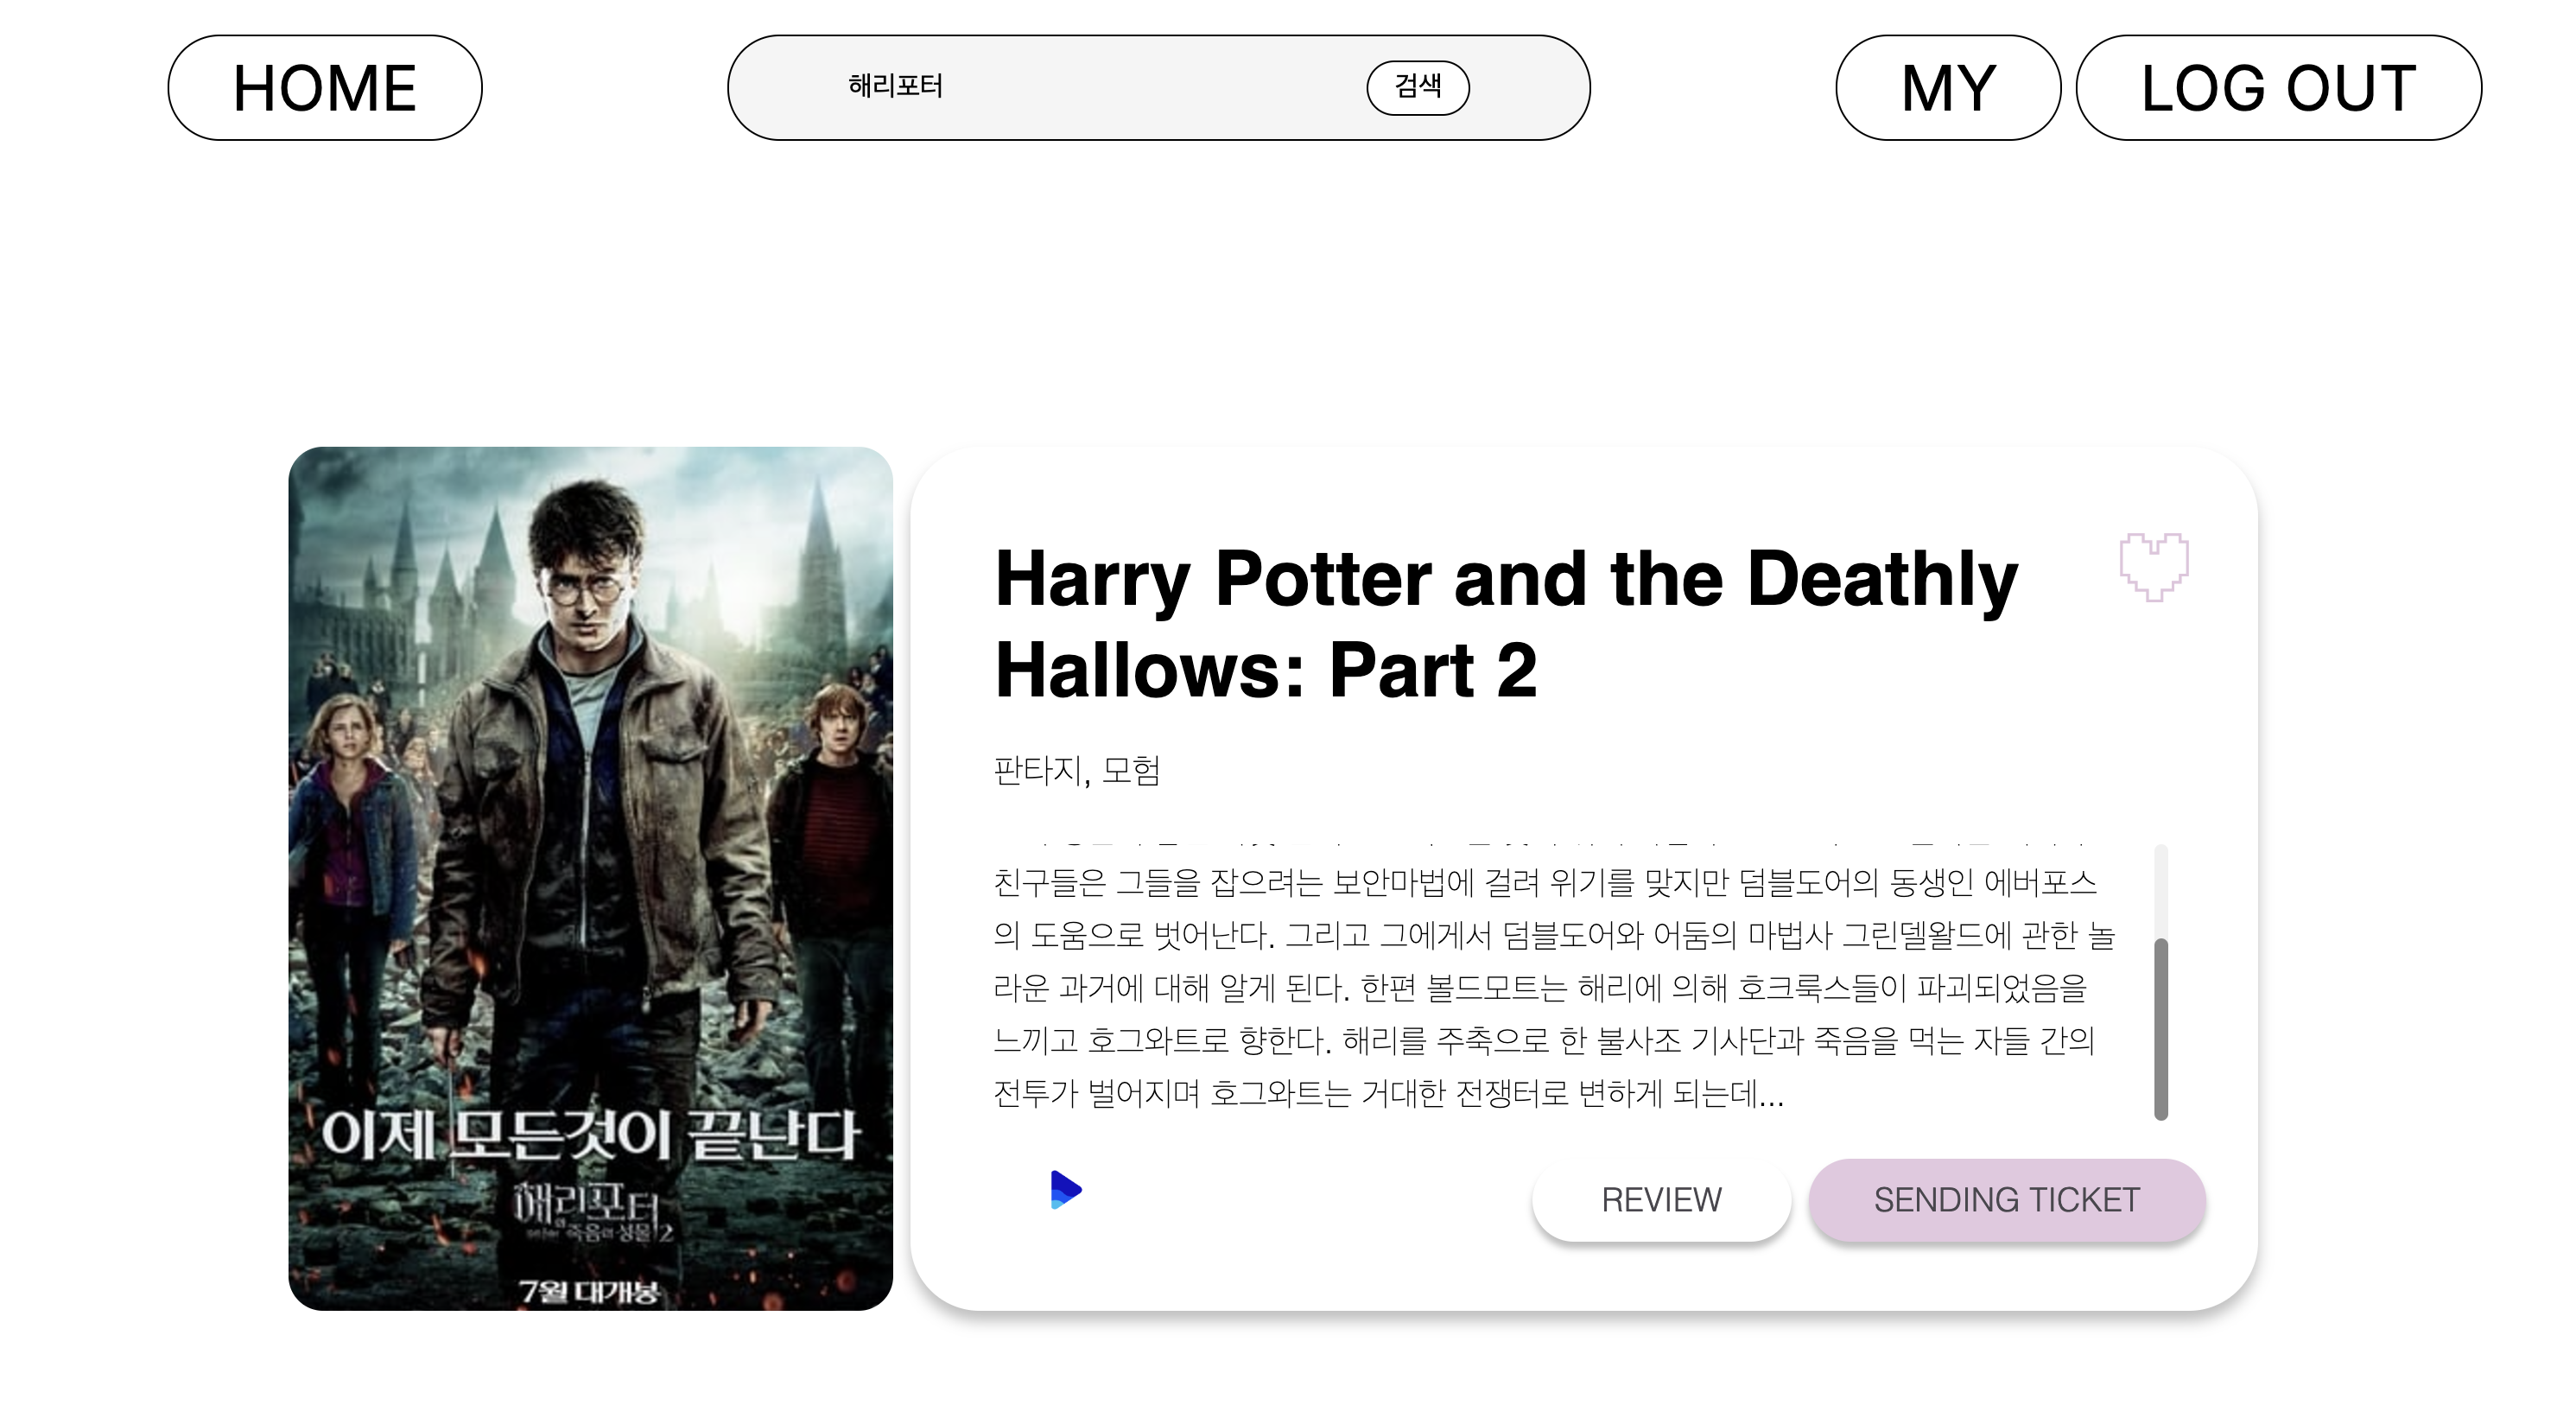 HOME
해리포터
검색
MY
LOG OUT
Harry Potter and the Deathly
Hallows: Part 2
판타지, 모험
친구들은 그들을 잡으려는 보안마법에 걸려 위기를 맞지만 덤블도어의 동생인 에버포스
의 도움으로 벗어난다. 그리고 그에게서 덤블도어와 어둠의 마법사 그린델왈드에 관한 놀
라운 과거에 대해 알게 된다. 한편 볼드모트는 해리에 의해 호크룩스들이 파괴되었음을
느끼고 호그와트로 향한다. 해리를 주축으로 한 불사조 기사단과 죽음을 먹는 자들 간의
전투가 벌어지며 호그와트는 거대한 전쟁터로 변하게 되는데...
REVIEW
SENDING TICKET
이제 모든것이 끝난다
해리포터
죽음의 성물 2
7월 대개봉